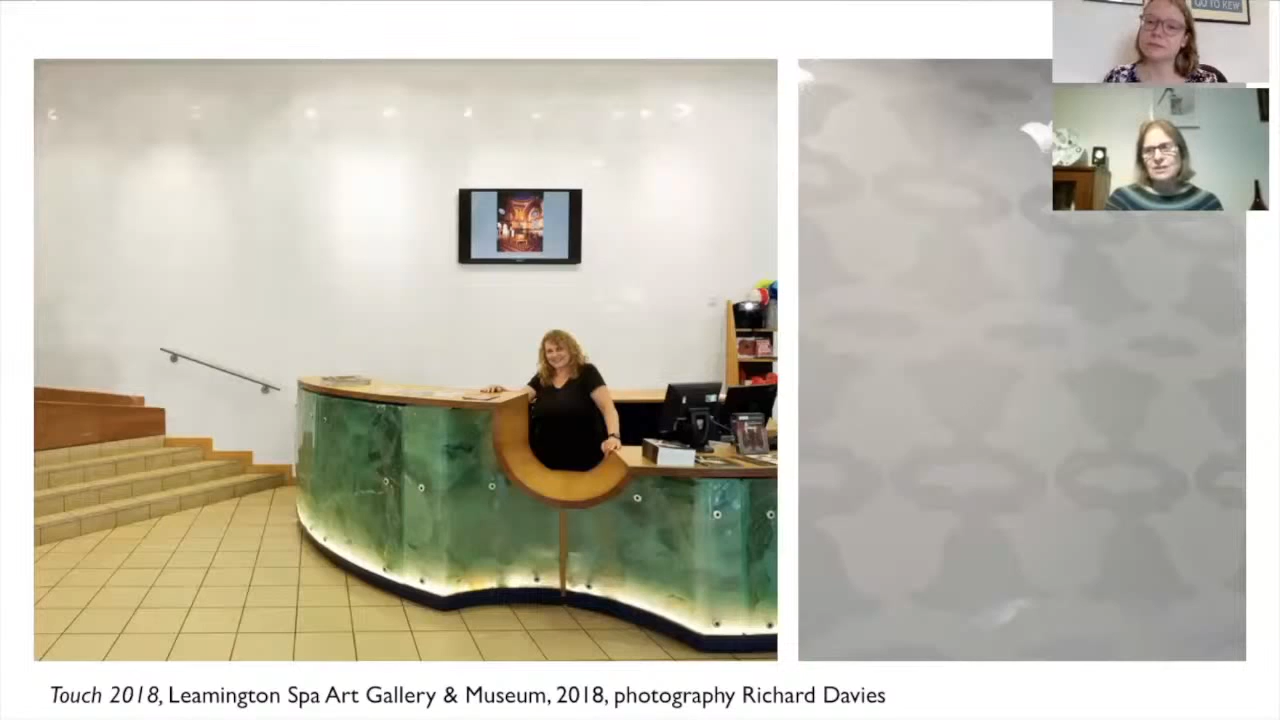 GO TO KEW
Touch 2018, Leamington Spa Art Gallery & Museum, 2018, photography Richard Davies